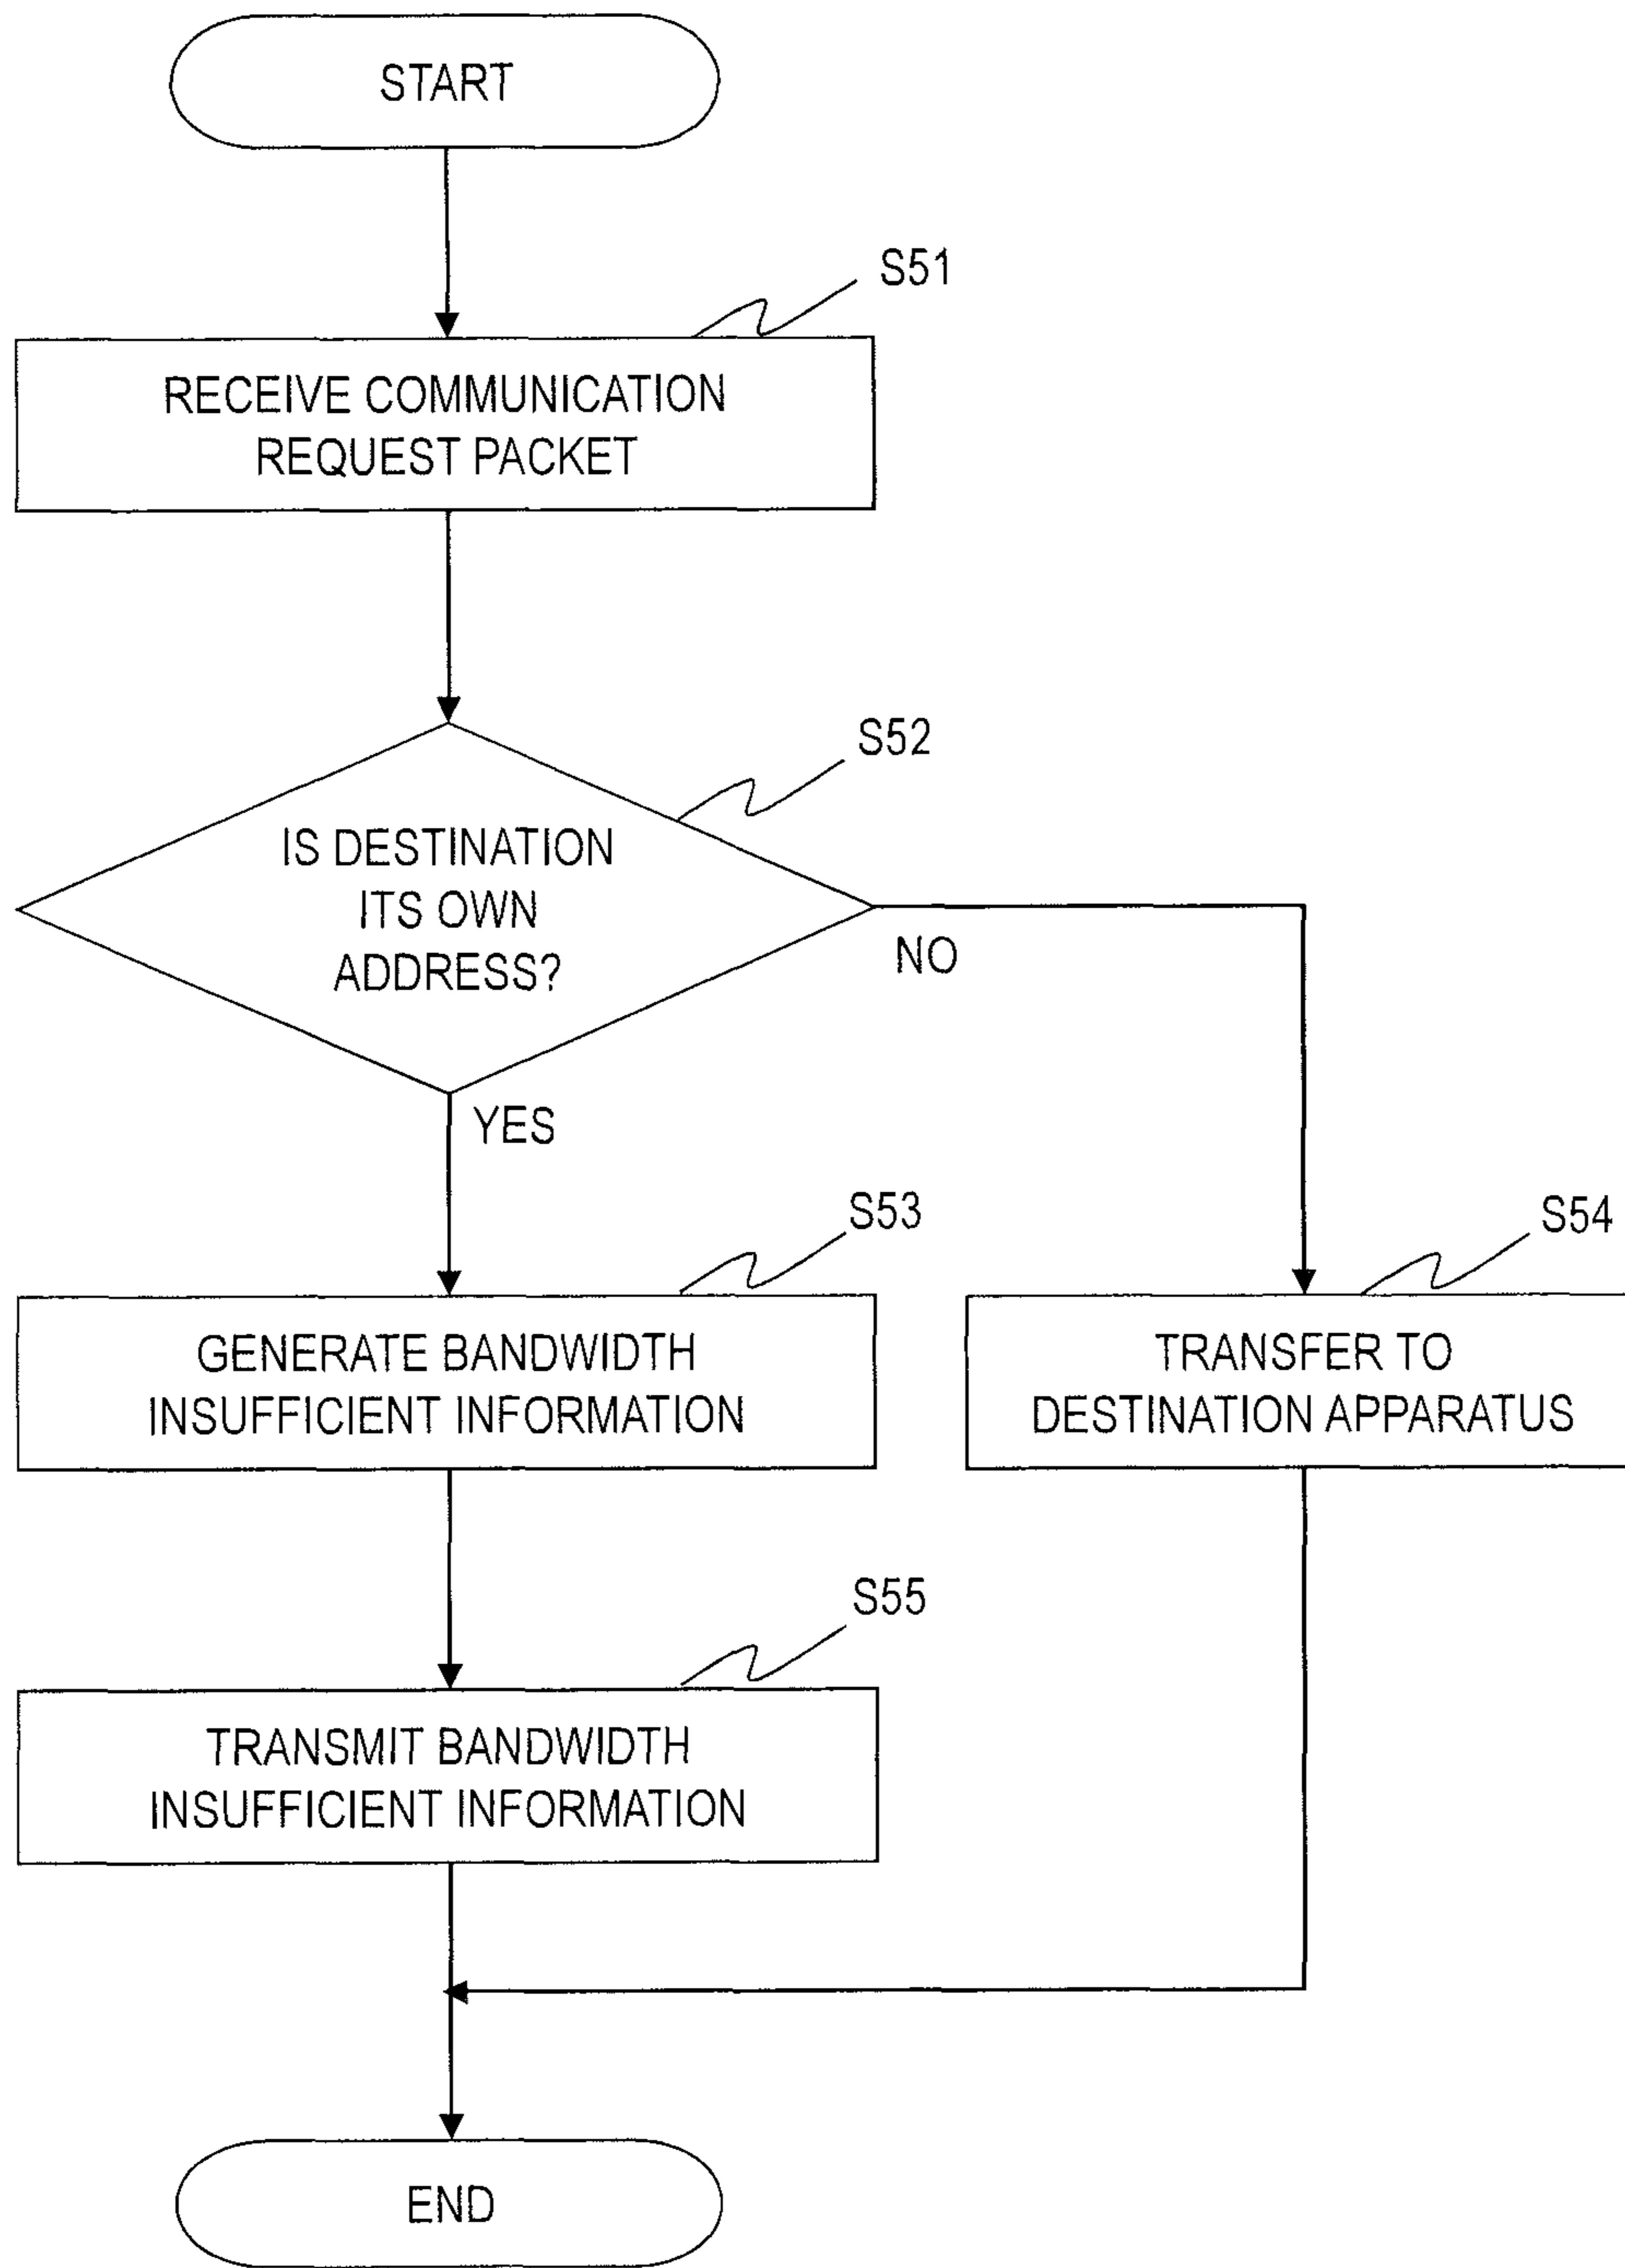 START
S51
RECEIVE COMMUNICATION
REQUEST PACKET
S52
IS DESTINATION
ITS OWN
ADDRESS?
NO
YES
S53
GENERATE BANDWIDTH
INSUFFICIENT INFORMATION
S54
TRANSFER TO
DESTINATION APPARATUS
S55
TRANSMIT BANDWIDTH
INSUFFICIENT INFORMATION
END